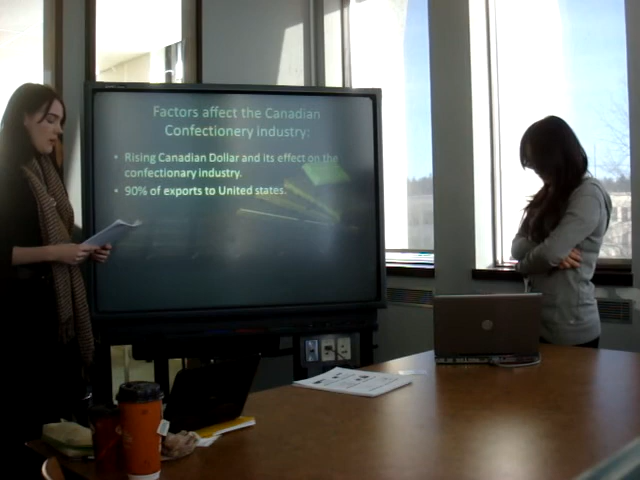 Factors affect the Canadian
Confectionery industry:
• Rising Canadian Dollar and its effect on the
confectionary industry.
• 90% of exports to United states.